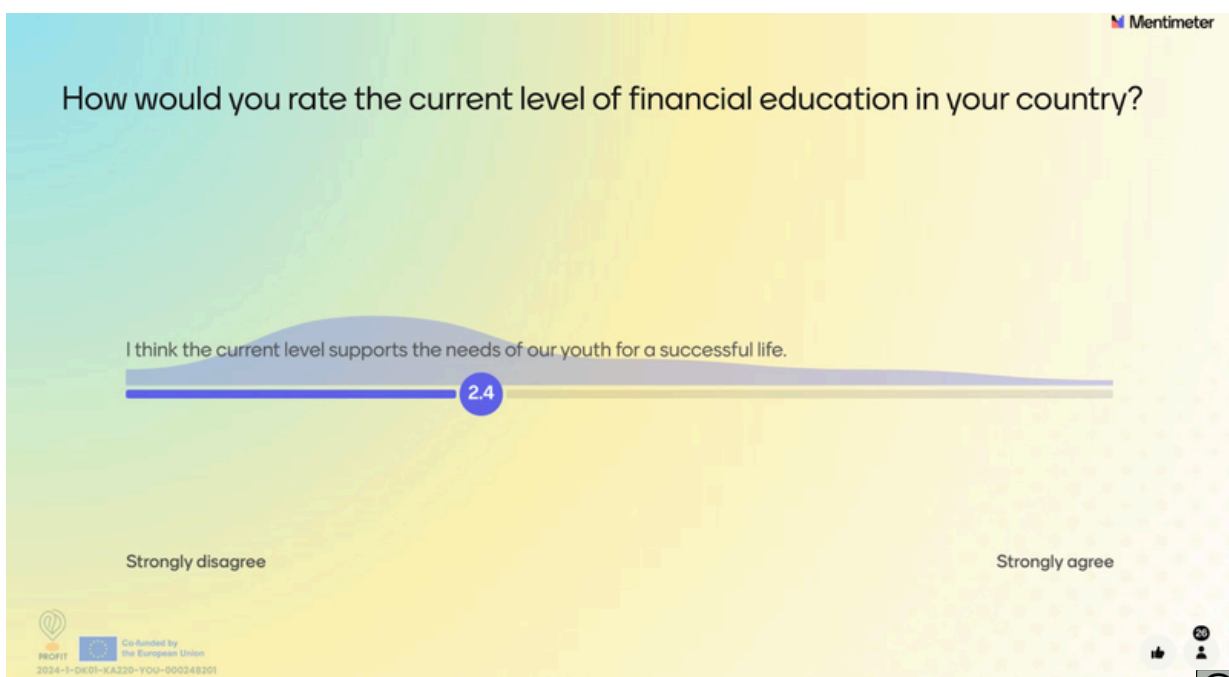 Mentimeter
How would you rate the current level of financial education in your country?
I think the current level supports the needs of our youth for a successful life.
2.4
Strongly disagree
Strongly agree
PROFIT
Co-funded by
the European Union
2024-1-DK01-KA220-YOU-000248201
26